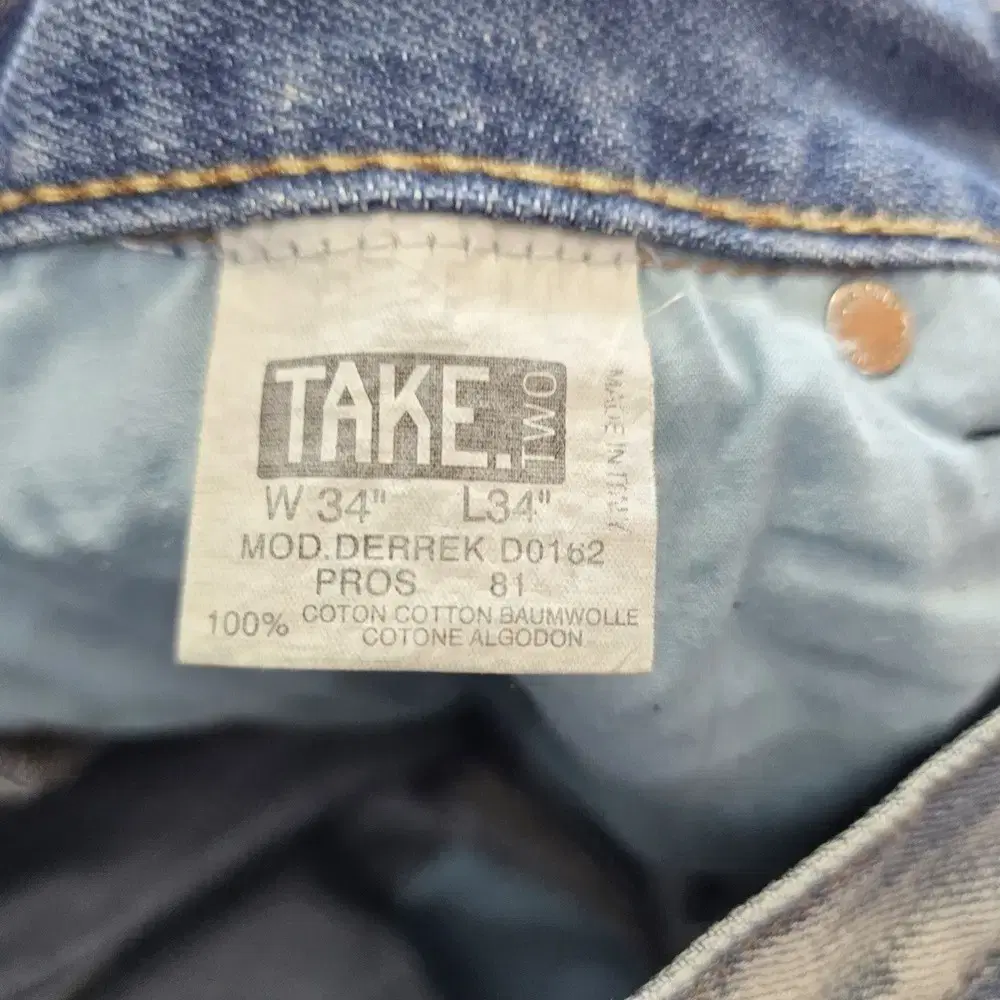 TAKE.TWO
MADE IN ITALY
W 34" L34"
MOD.DERREK D0162
PROS 81
100% COTON COTTON BAUMWOLLE
COTONE ALGODON